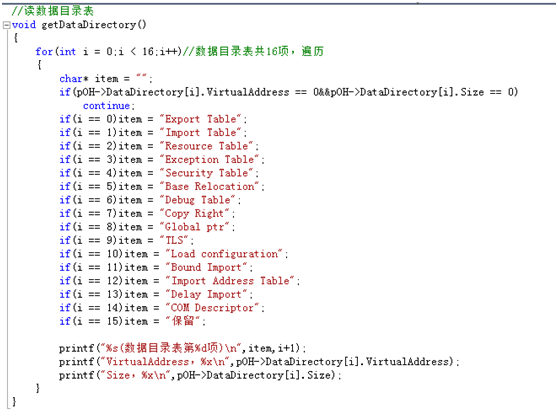 //读数据目录表
void getDataDirectory()
{
    for(int i = 0;i < 16;i++)//数据目录表共16项，遍历
    {
        char* item = "";
        if(pOH->DataDirectory[i].VirtualAddress == 0&&pOH->DataDirectory[i].Size == 0)
            continue;
        if(i == 0)item = "Export Table";
        if(i == 1)item = "Import Table";
        if(i == 2)item = "Resource Table";
        if(i == 3)item = "Exception Table";
        if(i == 4)item = "Security Table";
        if(i == 5)item = "Base Relocation";
        if(i == 6)item = "Debug Table";
        if(i == 7)item = "Copy Right";
        if(i == 8)item = "Global ptr";
        if(i == 9)item = "TLS";
        if(i == 10)item = "Load configuration";
        if(i == 11)item = "Bound Import";
        if(i == 12)item = "Import Address Table";
        if(i == 13)item = "Delay Import";
        if(i == 14)item = "COM Descriptor";
        if(i == 15)item = "保留";
        printf("%s(数据目录表第%d项)\n",item,i+1);
        printf("VirtualAddress：%x\n",pOH->DataDirectory[i].VirtualAddress);
        printf("Size：%x\n",pOH->DataDirectory[i].Size);
    }
}